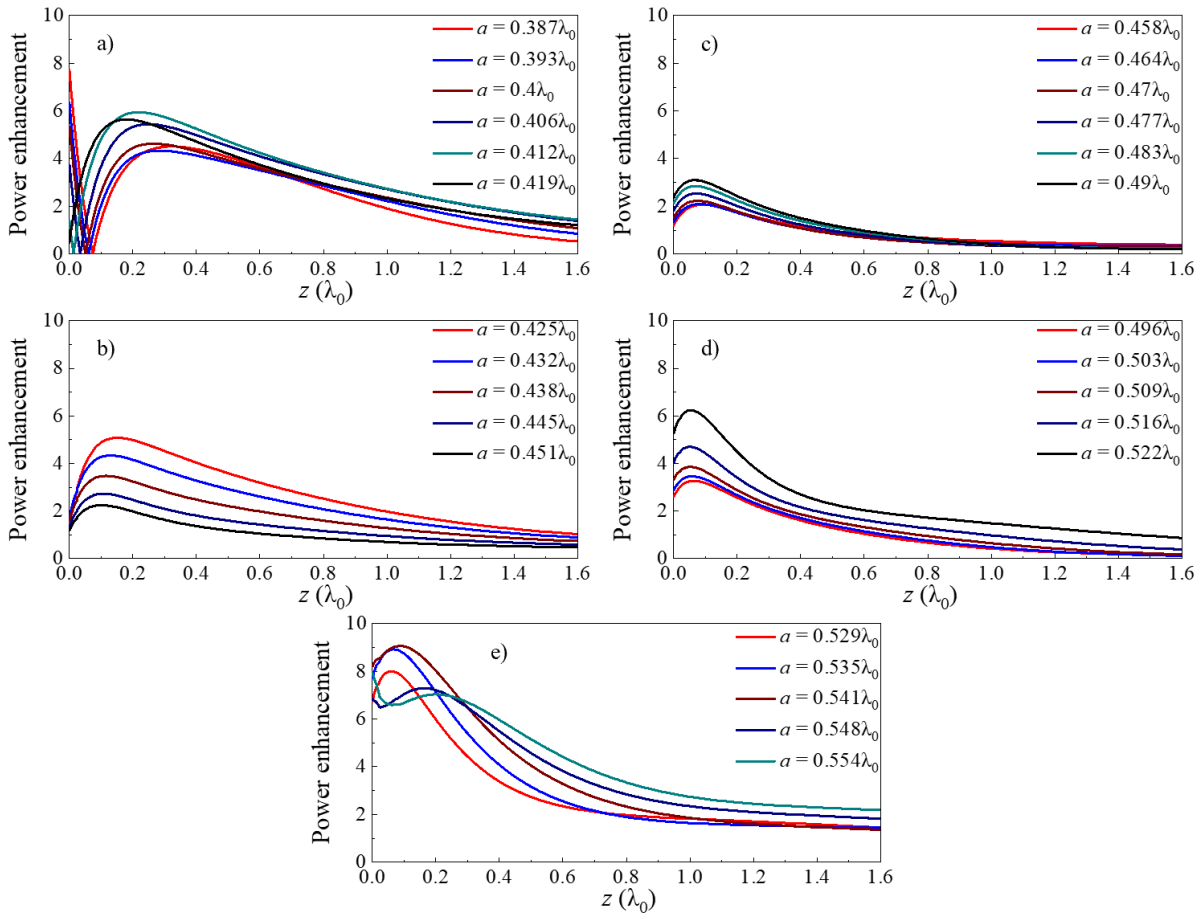 10
8
6
4
2
0
Power enhancement
a)
a = 0.387λ0
a = 0.393λ0
a = 0.4λ0
a = 0.406λ0
a = 0.412λ0
a = 0.419λ0
0.0 0.2 0.4 0.6 0.8 1.0 1.2 1.4 1.6
z (λ0)
10
8
6
4
2
0
Power enhancement
c)
a = 0.458λ0
a = 0.464λ0
a = 0.47λ0
a = 0.477λ0
a = 0.483λ0
a = 0.49λ0
0.0 0.2 0.4 0.6 0.8 1.0 1.2 1.4 1.6
z (λ0)
10
8
6
4
2
0
Power enhancement
b)
a = 0.425λ0
a = 0.432λ0
a = 0.438λ0
a = 0.445λ0
a = 0.451λ0
0.0 0.2 0.4 0.6 0.8 1.0 1.2 1.4 1.6
z (λ0)
10
8
6
4
2
0
Power enhancement
d)
a = 0.496λ0
a = 0.503λ0
a = 0.509λ0
a = 0.516λ0
a = 0.522λ0
0.0 0.2 0.4 0.6 0.8 1.0 1.2 1.4 1.6
z (λ0)
10
8
6
4
2
0
Power enhancement
e)
a = 0.529λ0
a = 0.535λ0
a = 0.541λ0
a = 0.548λ0
a = 0.554λ0
0.0 0.2 0.4 0.6 0.8 1.0 1.2 1.4 1.6
z (λ0)